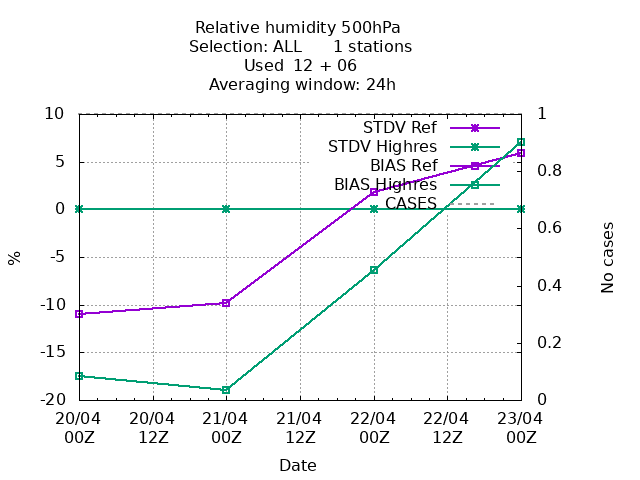 Relative humidity 500hPa
Selection: ALL 1 stations
Used 12 + 06
Averaging window: 24h
10 1
STDV Ref
STDV Highres
5 BIAS Ref
0.8
BIAS Highres
CASES
0
0.6
-5
-10
0.4
-15
0.2
-20 0
% No cases
20/04 20/04 21/04 21/04 22/04 22/04 23/04
00Z 12Z 00Z 12Z 00Z 12Z 00Z
Date